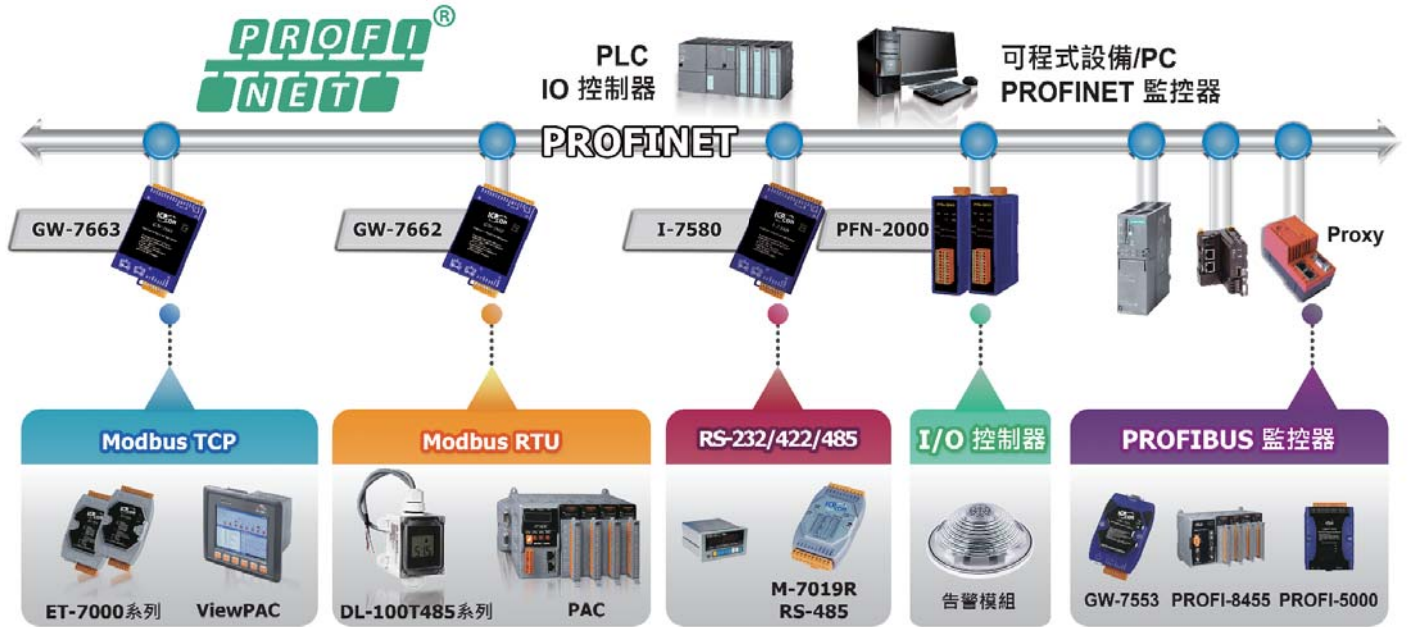 PROFI®
NET
PLC
IO 控制器
可程式設備/PC
PROFINET 監控器
PROFINET
GW-7663
GW-7662
I-7580
PFN-2000
Proxy
Modbus TCP
Modbus RTU
RS-232/422/485
I/O 控制器
PROFIBUS 監控器
ET-7000系列
ViewPAC
DL-100T485系列
PAC
M-7019R
RS-485
告警模組
GW-7553
PROFI-8455
PROFI-5000